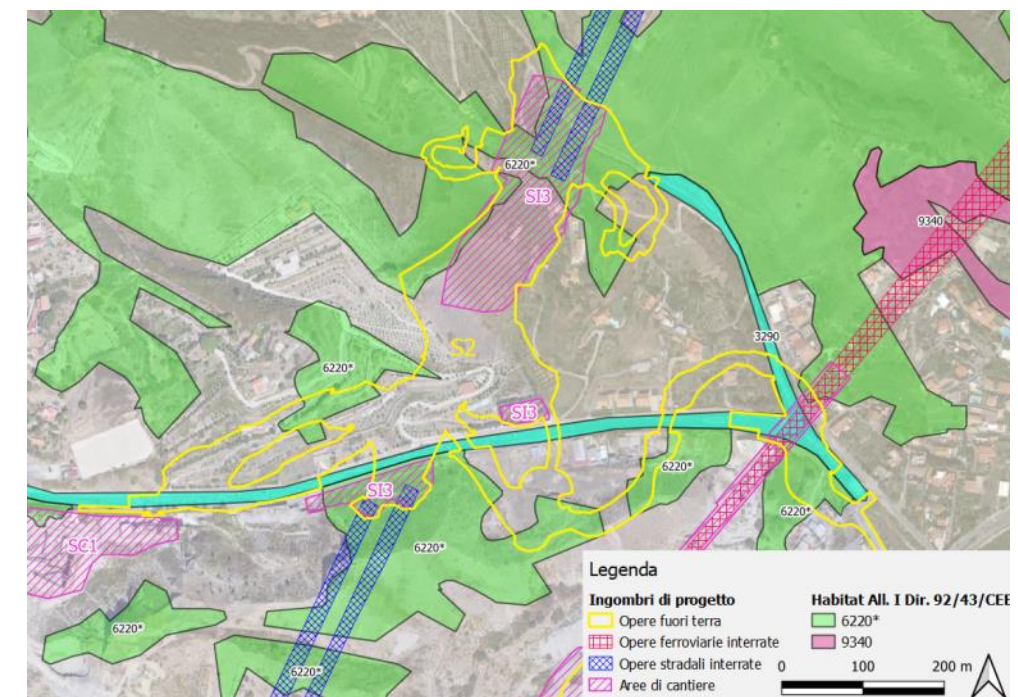 6220*
SI3
9340
3290
S2
6220*
SI3
SI3
6220*
6220*
SC1
6220*
6220*
6220*
Legenda
Ingombri di progetto
Opere fuori terra
Opere ferroviarie interrate
Opere stradali interrate
Aree di cantiere
Habitat All. I Dir. 92/43/CEE
6220*
9340
0 100 200 m